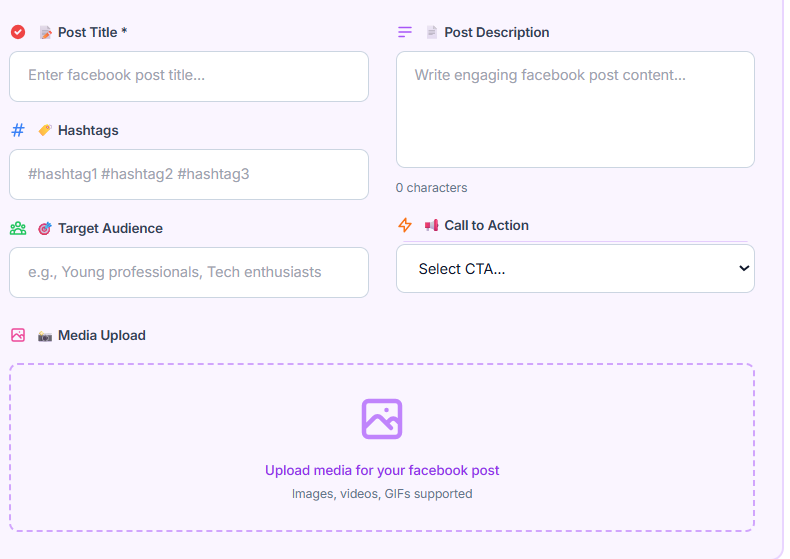 Post Title *
Enter facebook post title...
Hashtags
#hashtag1 #hashtag2 #hashtag3
Target Audience
e.g., Young professionals, Tech enthusiasts
Post Description
Write engaging facebook post content...
0 characters
Call to Action
Select CTA...
Media Upload
Upload media for your facebook post
Images, videos, GIFs supported